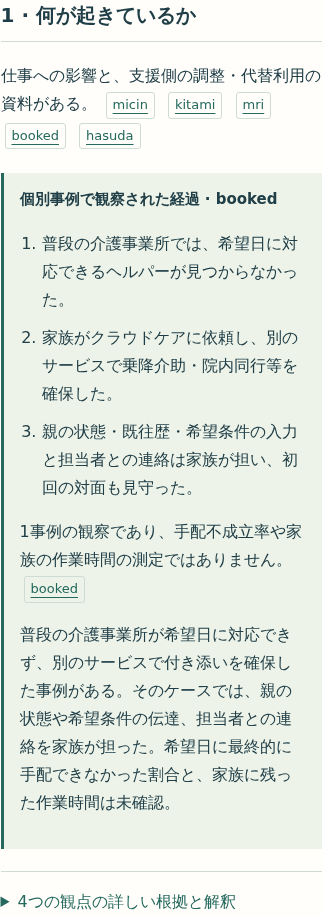 1・何が起きているか
仕事への影響と、支援側の調整・代替利用の
資料がある。 micin kitami mri
booked hasuda
個別事例で観察された経過・booked
1. 普段の介護事業所では、希望日に対
応できるヘルパーが見つからなかっ
た。
2. 家族がクラウドケアに依頼し、別の
サービスで乗降介助・院内同行等を
確保した。
3. 親の状態・既往歴・希望条件の入力
と担当者との連絡は家族が担い、初
回の対面も見守った。
1事例の観察であり、手配不成立率や家
族の作業時間の測定ではありません。
booked
普段の介護事業所が希望日に対応でき
ず、別のサービスで付き添いを確保し
た事例がある。そのケースでは、親の
状態や希望条件の伝達、担当者との連
絡を家族が担った。希望日に最終的に
手配できなかった割合と、家族に残っ
た作業時間は未確認。
▶ 4つの観点の詳しい根拠と解釈